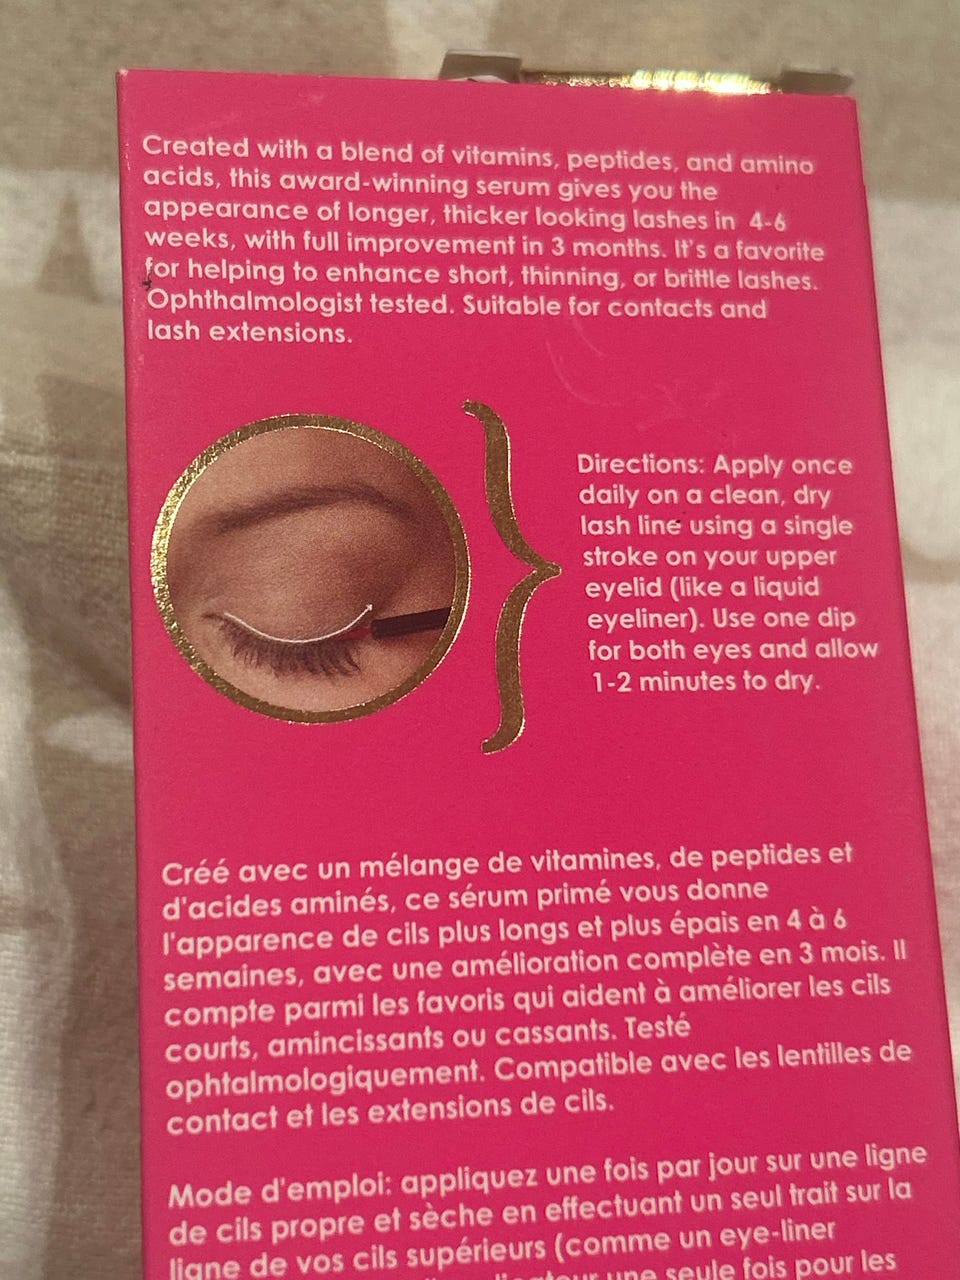 Created with a blend of vitamins, peptides, and amino
acids, this award-winning serum gives you the
appearance of longer, thicker looking lashes in 4-6
weeks, with full improvement in 3 months. It's a favorite
for helping to enhance short, thinning, or brittle lashes.
Ophthalmologist tested. Suitable for contacts and
lash extensions.
Directions: Apply once
daily on a clean, dry
lash line using a single
stroke on your upper
eyelid (like a liquid
eyeliner). Use one dip
for both eyes and allow
1-2 minutes to dry.
Créé avec un mélange de vitamines, de peptides et
d'acides aminés, ce sérum primé vous donne
l'apparence de cils plus longs et plus épais en 4 à 6
semaines, avec une amélioration complète en 3 mois. Il
compte parmi les favoris qui aident à améliorer les cils
courts, amincissants ou cassants. Testé
ophtalmologiquement. Compatible avec les lentilles de
contact et les extensions de cils.
Mode d'emploi: appliquez une fois par jour sur une ligne
de cils propre et sèche en effectuant un seul trait sur la
ligne de vos cils supérieurs (comme un eye-liner
une seule fois pour les